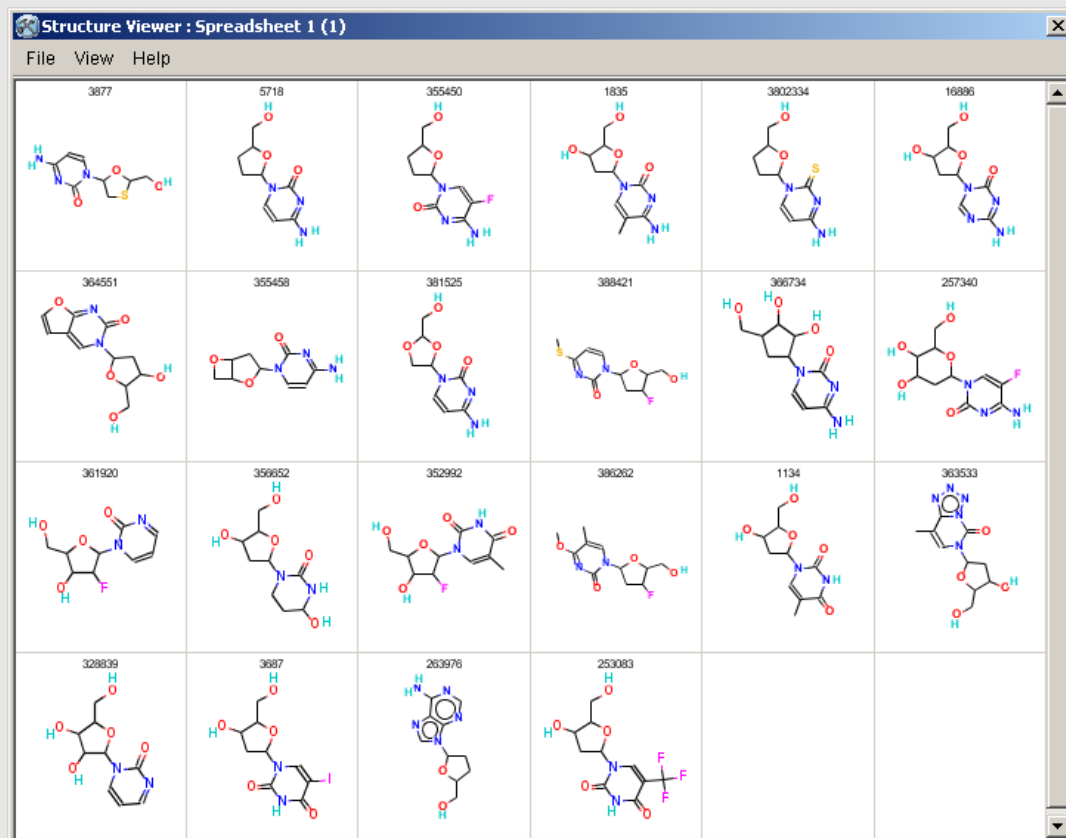 Structure Viewer : Spreadsheet 1 (1)
File View Help
3877 5718 355450 1835 3802334 16886
364551 355458 381525 388421 366734 257340
361920 356652 352992 386262 1134 363533
328839 3687 263976 253083